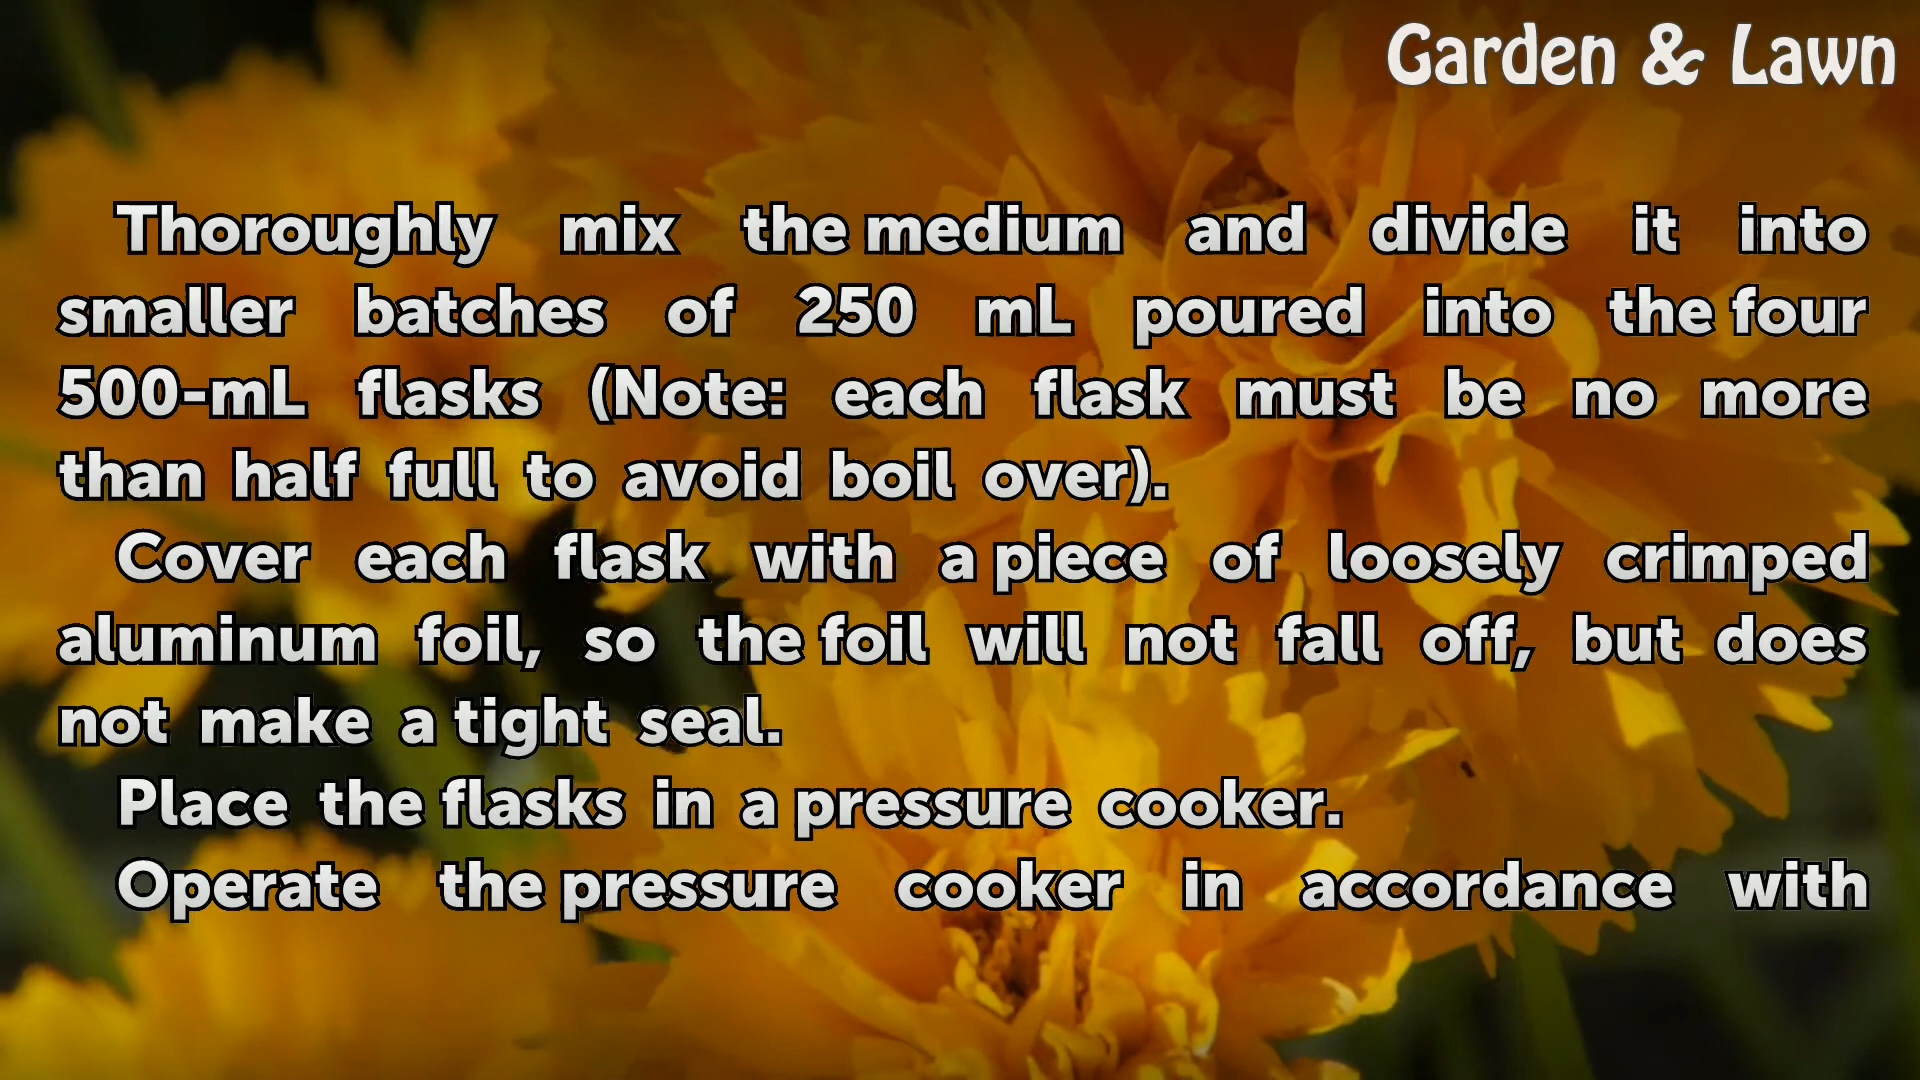 Garden & Lawn
Thoroughly mix the medium and divide it into
smaller batches of 250 mL poured into the four
500-mL flasks (Note: each flask must be no more
than half full to avoid boil over).
Cover each flask with a piece of loosely crimped
aluminum foil, so the foil will not fall off, but does
not make a tight seal.
Place the flasks in a pressure cooker.
Operate the pressure cooker in accordance with